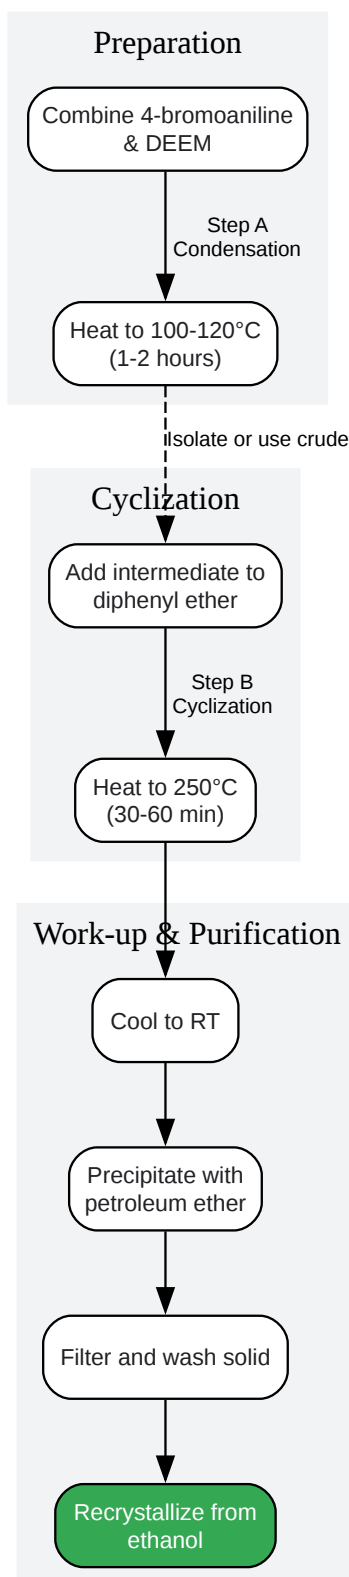 Preparation
Combine 4-bromoaniline
& DEEM
Step A
Condensation
Heat to 100-120°C
(1-2 hours)
Isolate or use crude
Cyclization
Add intermediate to
diphenyl ether
Step B
Cyclization
Heat to 250°C
(30-60 min)
Work-up & Purification
Cool to RT
Precipitate with
petroleum ether
Filter and wash solid
Recrystallize from
ethanol